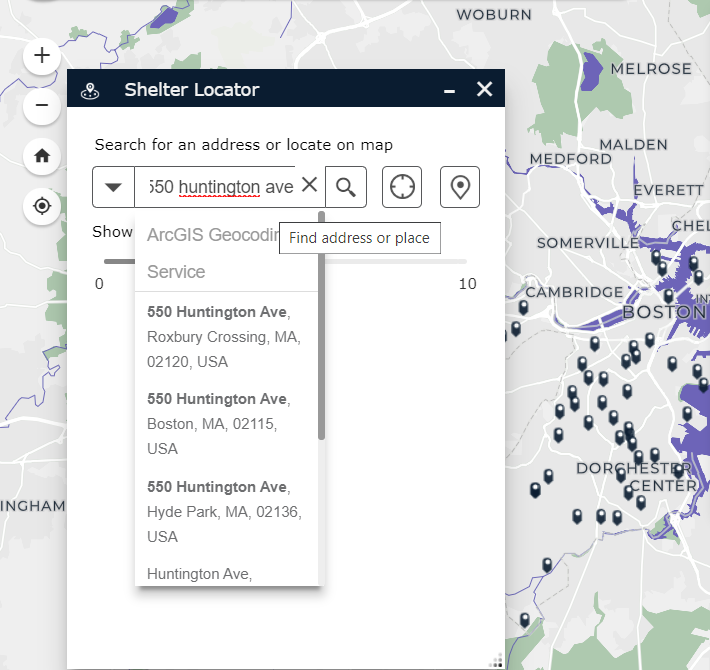 WOBURN
MELROSE
Shelter Locator
Search for an address or locate on map
MALDEN
MEDFORD
550 huntington ave
EVERETT
Show
ArcGIS Geocodin
Find address or place
CHEL
SOMERVILLE
Service
0
10
CAMBRIDGE
INT
BOSTON
550 Huntington Ave,
Roxbury Crossing, MA,
02120, USA
550 Huntington Ave,
Boston, MA, 02115,
USA
DORCHESTER
CENTER
550 Huntington Ave,
Hyde Park, MA, 02136,
USA
INGHAM
Huntington Ave,